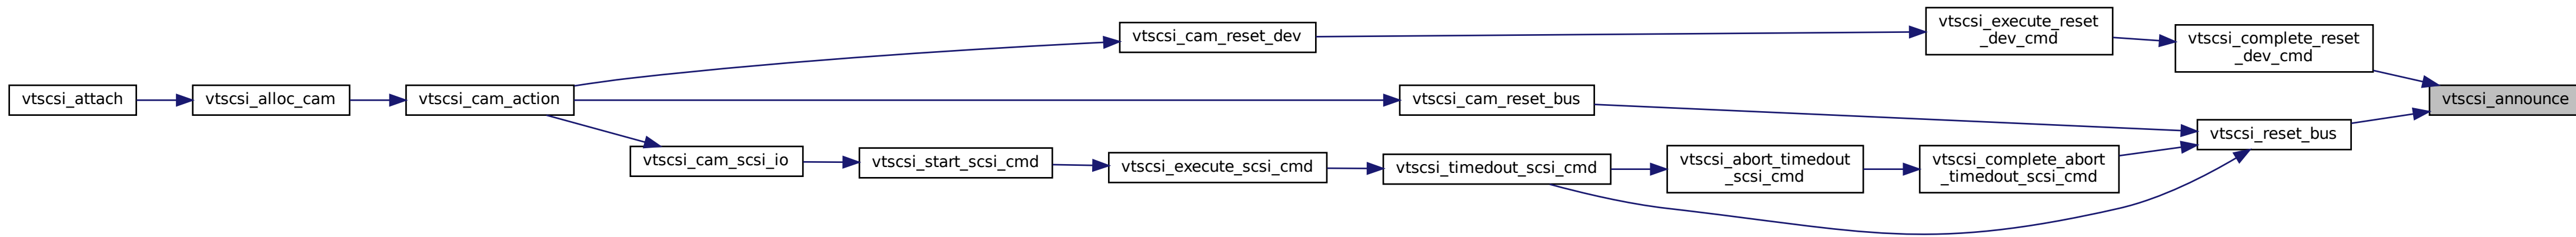 vtscsi_attach
vtscsi_alloc_cam
vtscsi_cam_action
vtscsi_cam_reset_dev
vtscsi_execute_reset
_dev_cmd
vtscsi_complete_reset
_dev_cmd
vtscsi_cam_reset_bus
vtscsi_announce
vtscsi_reset_bus
vtscsi_cam_scsi_io
vtscsi_start_scsi_cmd
vtscsi_execute_scsi_cmd
vtscsi_timedout_scsi_cmd
vtscsi_abort_timedout
_scsi_cmd
vtscsi_complete_abort
_timedout_scsi_cmd